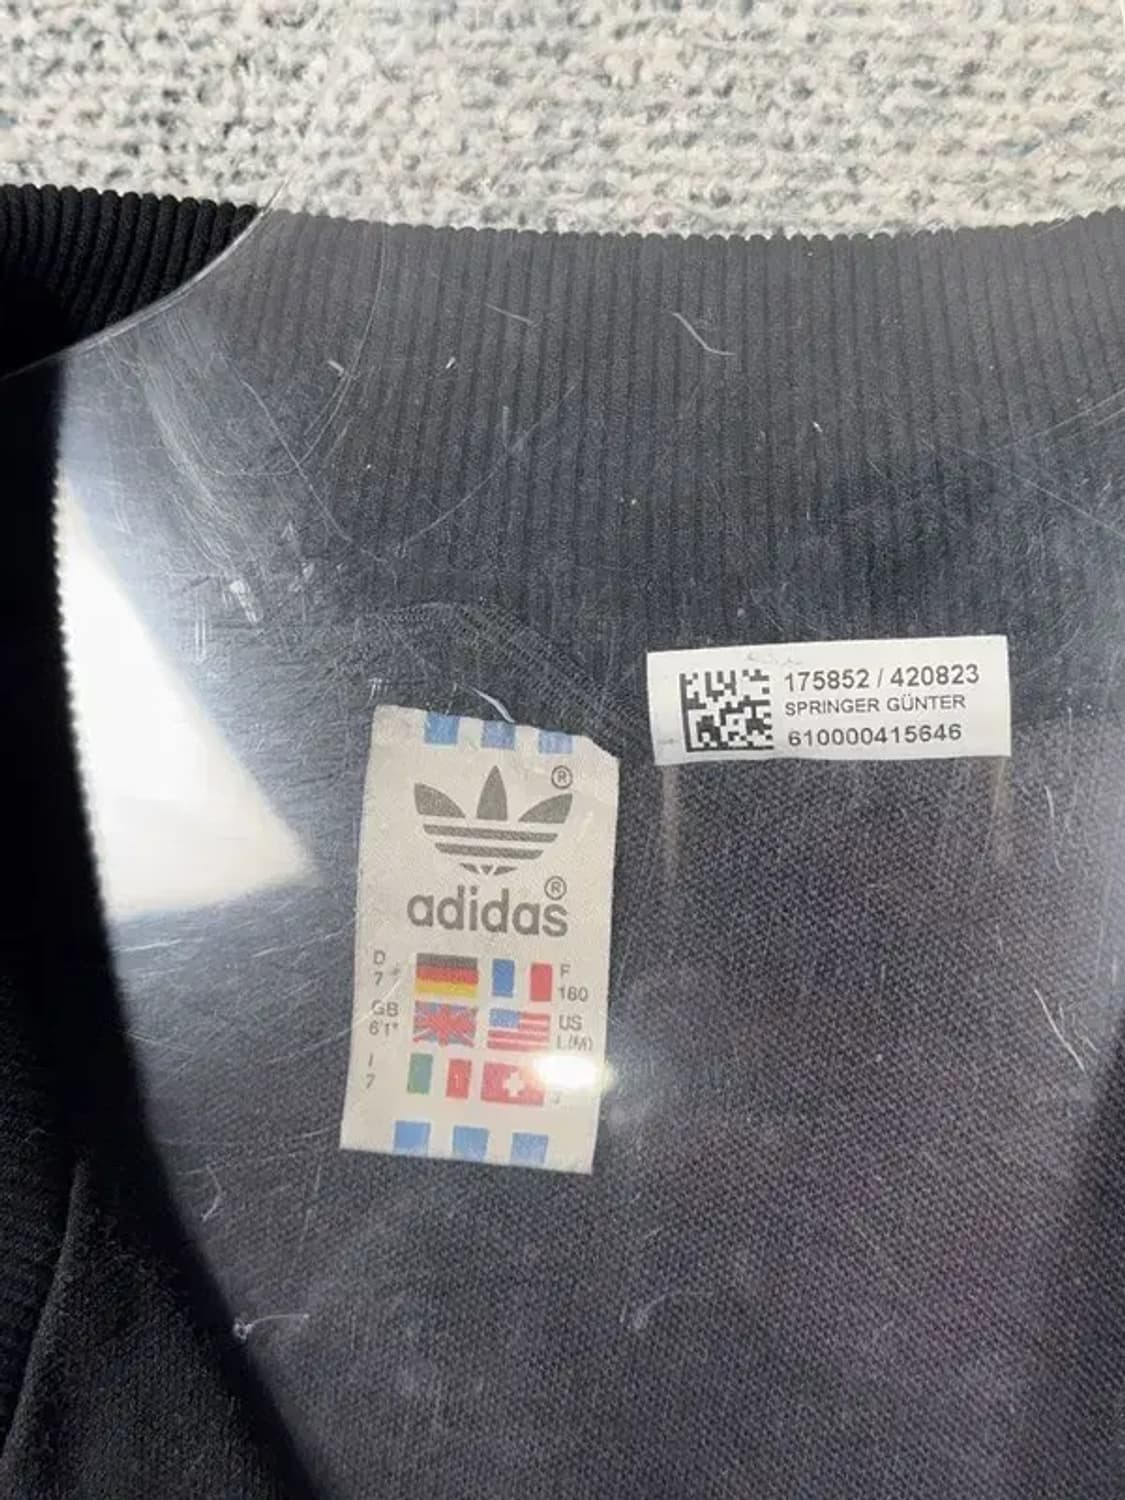 175852 / 420823
SPRINGER GÜNTER
610000415646
®
adidas®
D
7
F
180
GB
6'1"
US
L(M)
I
7